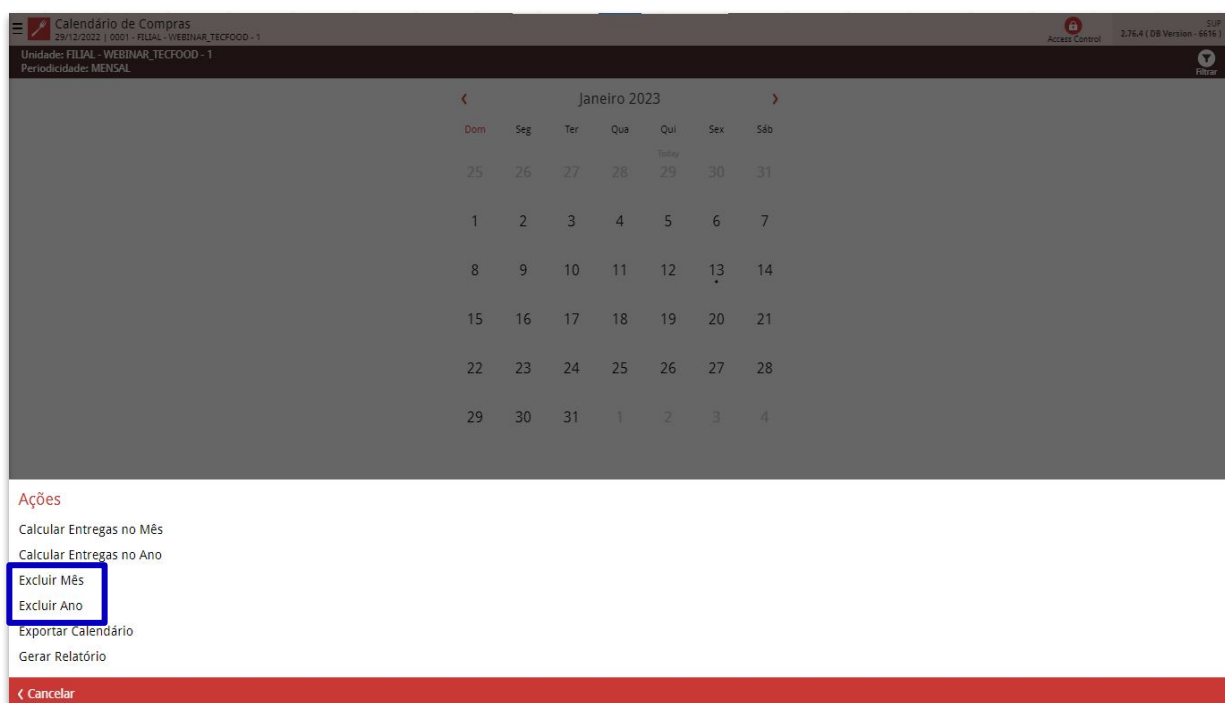 Calendário de Compras
29/12/2022 | 0001 - FILIAL - WEBINAR_TECFOOD - 1
Access Control
SUP
2.76.4 ( DB Version - 6616 )
Unidade: FILIAL - WEBINAR_TECFOOD - 1
Periodicidade: MENSAL
Filtrar
Janeiro 2023
Dom Seg Ter Qua Qui Sex Sáb
Today
25 26 27 28 29 30 31
1 2 3 4 5 6 7
8 9 10 11 12 13 14
15 16 17 18 19 20 21
22 23 24 25 26 27 28
29 30 31 1 2 3 4
Ações
Calcular Entregas no Mês
Calcular Entregas no Ano
Excluir Mês
Excluir Ano
Exportar Calendário
Gerar Relatório
Cancelar